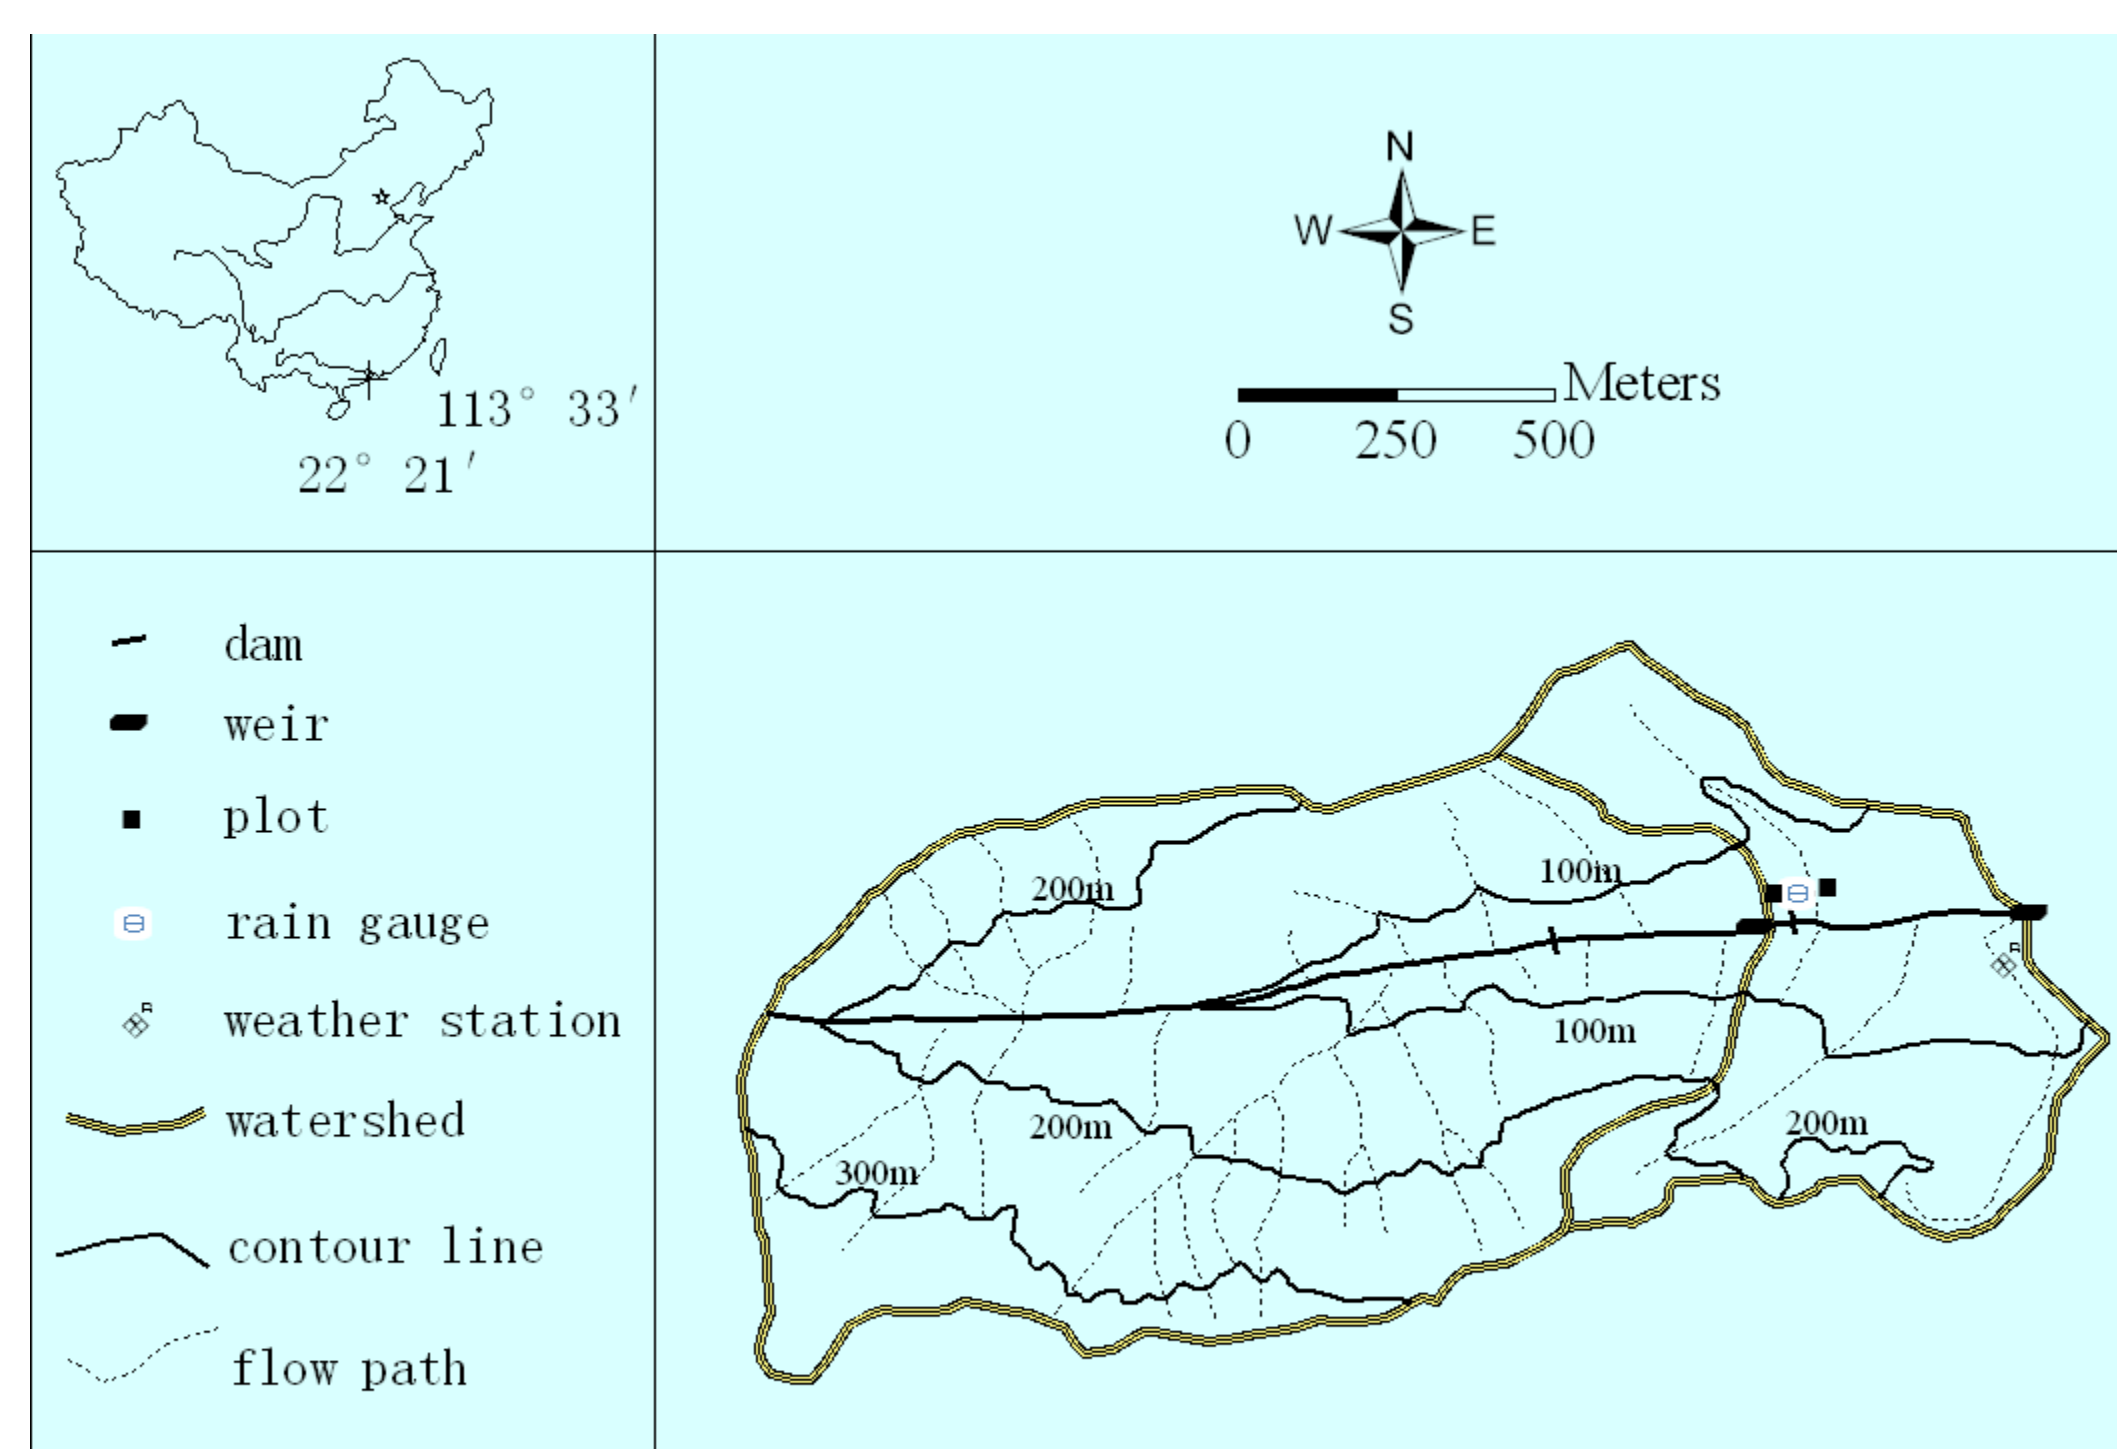 N
W E
S
Meters
0 250 500
113° 33′
22° 21′
dam
weir
plot
rain gauge
R
weather station
watershed
contour line
flow path
100m
200m
R
100m
200m
200m
300m